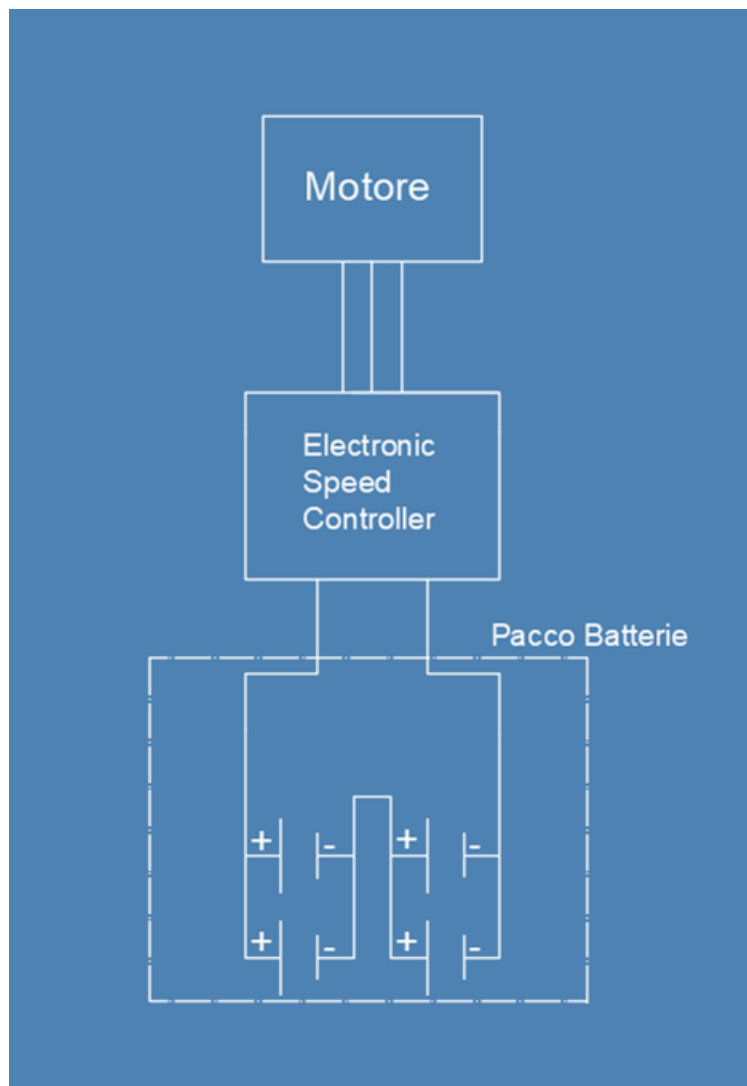 Motore
Electronic
Speed
Controller
Pacco Batterie
+ - + -
+ - + -